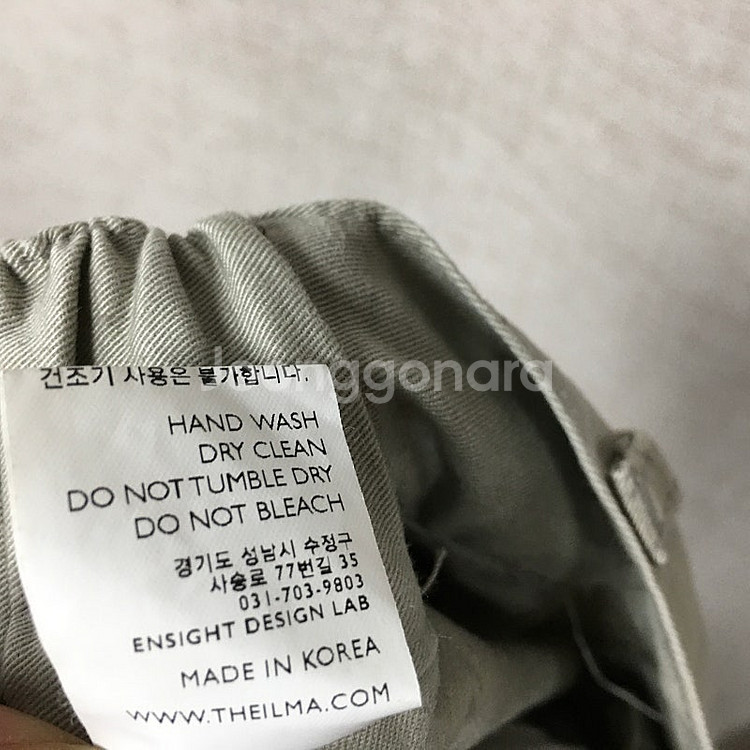 건조기 사용은 불가합니다.
HAND WASH
DRY CLEAN
DO NOT TUMBLE DRY
DO NOT BLEACH
경기도 성남시 수정구
사송로 77번길 35
031-703-9803
ENSIGHT DESIGN LAB
MADE IN KOREA
WWW.THEILMA.COM